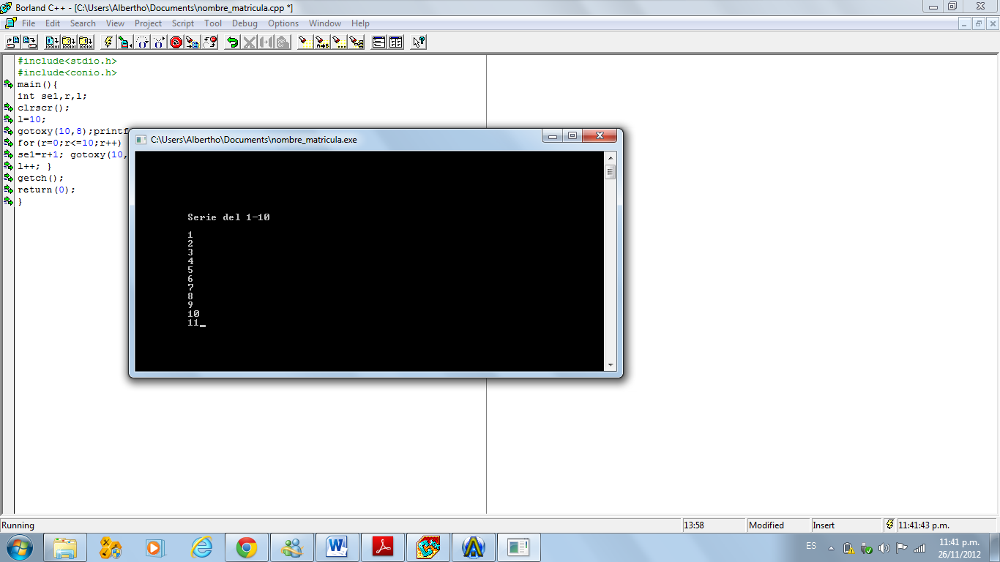 Borland C++ - [C:\Users\Albertho\Documents\nombre_matricula.cpp *]
File Edit Search View Project Script Tool Debug Options Window Help
#include<stdio.h>
#include<conio.h>
main(){
int se1,r,l;
clrscr();
l=10;
gotoxy(10,8);printf
for(r=0;r<=10;r++)
se1=r+1; gotoxy(10,
l++; }
getch();
return(0);
}
C:\Users\Albertho\Documents\nombre_matricula.exe
Serie del 1-10
1
2
3
4
5
6
7
8
9
10
11_
Running 13:58 Modified Insert 11:41:43 p.m.
ES 11:41 p.m.
26/11/2012